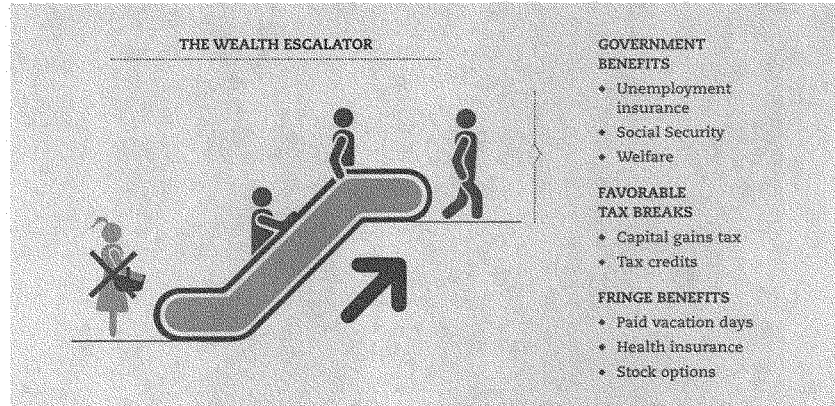 THE WEALTH ESCALATOR
GOVERNMENT
BENEFITS
• Unemployment
insurance
• Social Security
• Welfare
FAVORABLE
TAX BREAKS
• Capital gains tax
• Tax credits
FRINGE BENEFITS
• Paid vacation days
• Health insurance
• Stock options